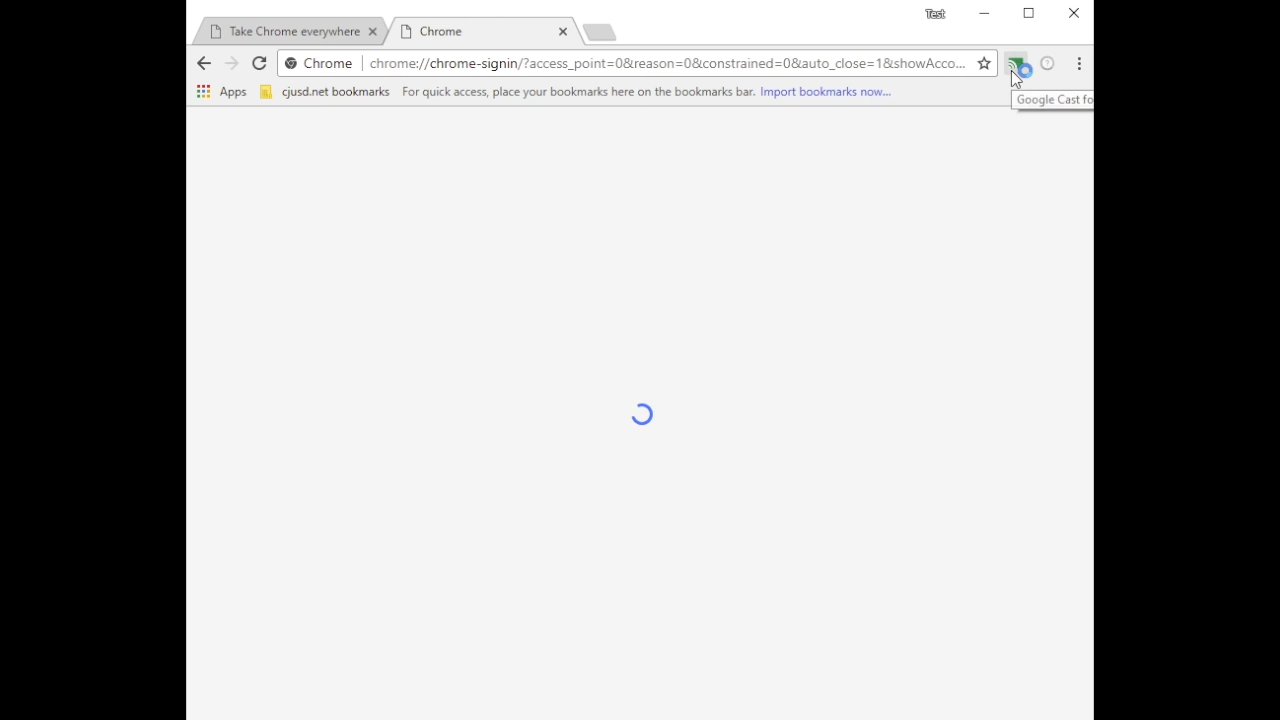 Test
Take Chrome everywhere
Chrome
Chrome chrome://chrome-signin/?access_point=0&reason=0&constrained=0&auto_close=1&showAcco...
Apps cjusd.net bookmarks For quick access, place your bookmarks here on the bookmarks bar. Import bookmarks now...
Google Cast fo